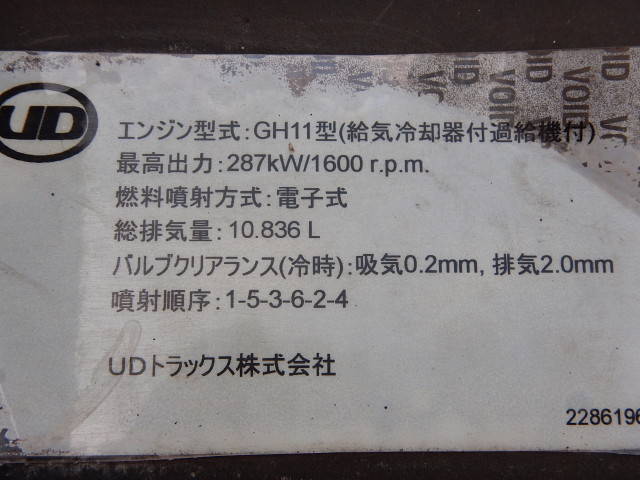 UD
VOID
エンジン型式:GH11型(給気冷却器付過給機付)
最高出力:287kW/1600 r.p.m.
燃料噴射方式:電子式
総排気量:10.836 L
バルブクリアランス(冷時):吸気0.2mm, 排気2.0mm
噴射順序:1-5-3-6-2-4
UDトラックス株式会社
2286196